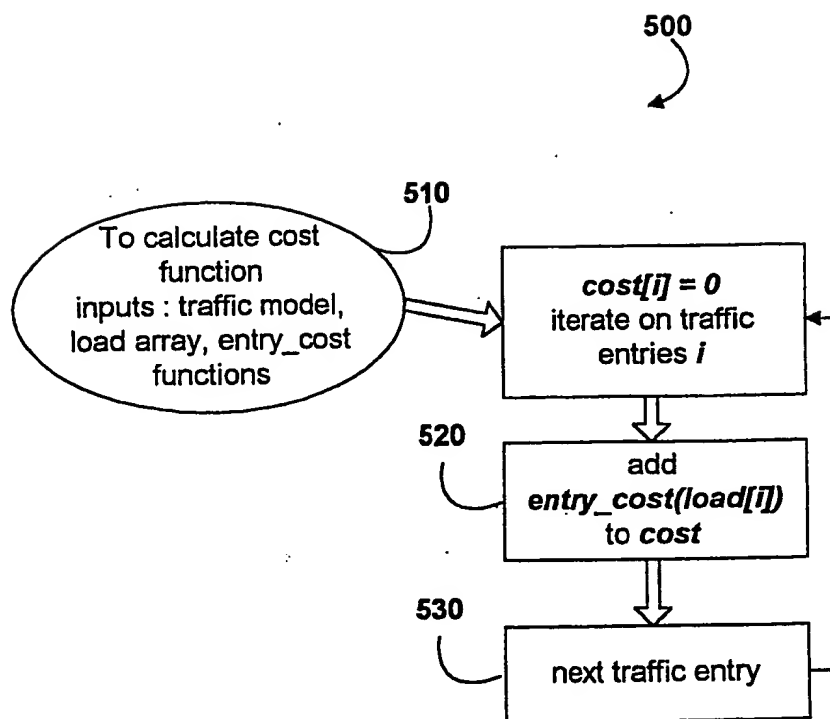 500
510
To calculate cost
function
inputs : traffic model,
load array, entry_cost
functions
cost[i] = 0
iterate on traffic
entries i
520
add
entry_cost(load[i])
to cost
530
next traffic entry